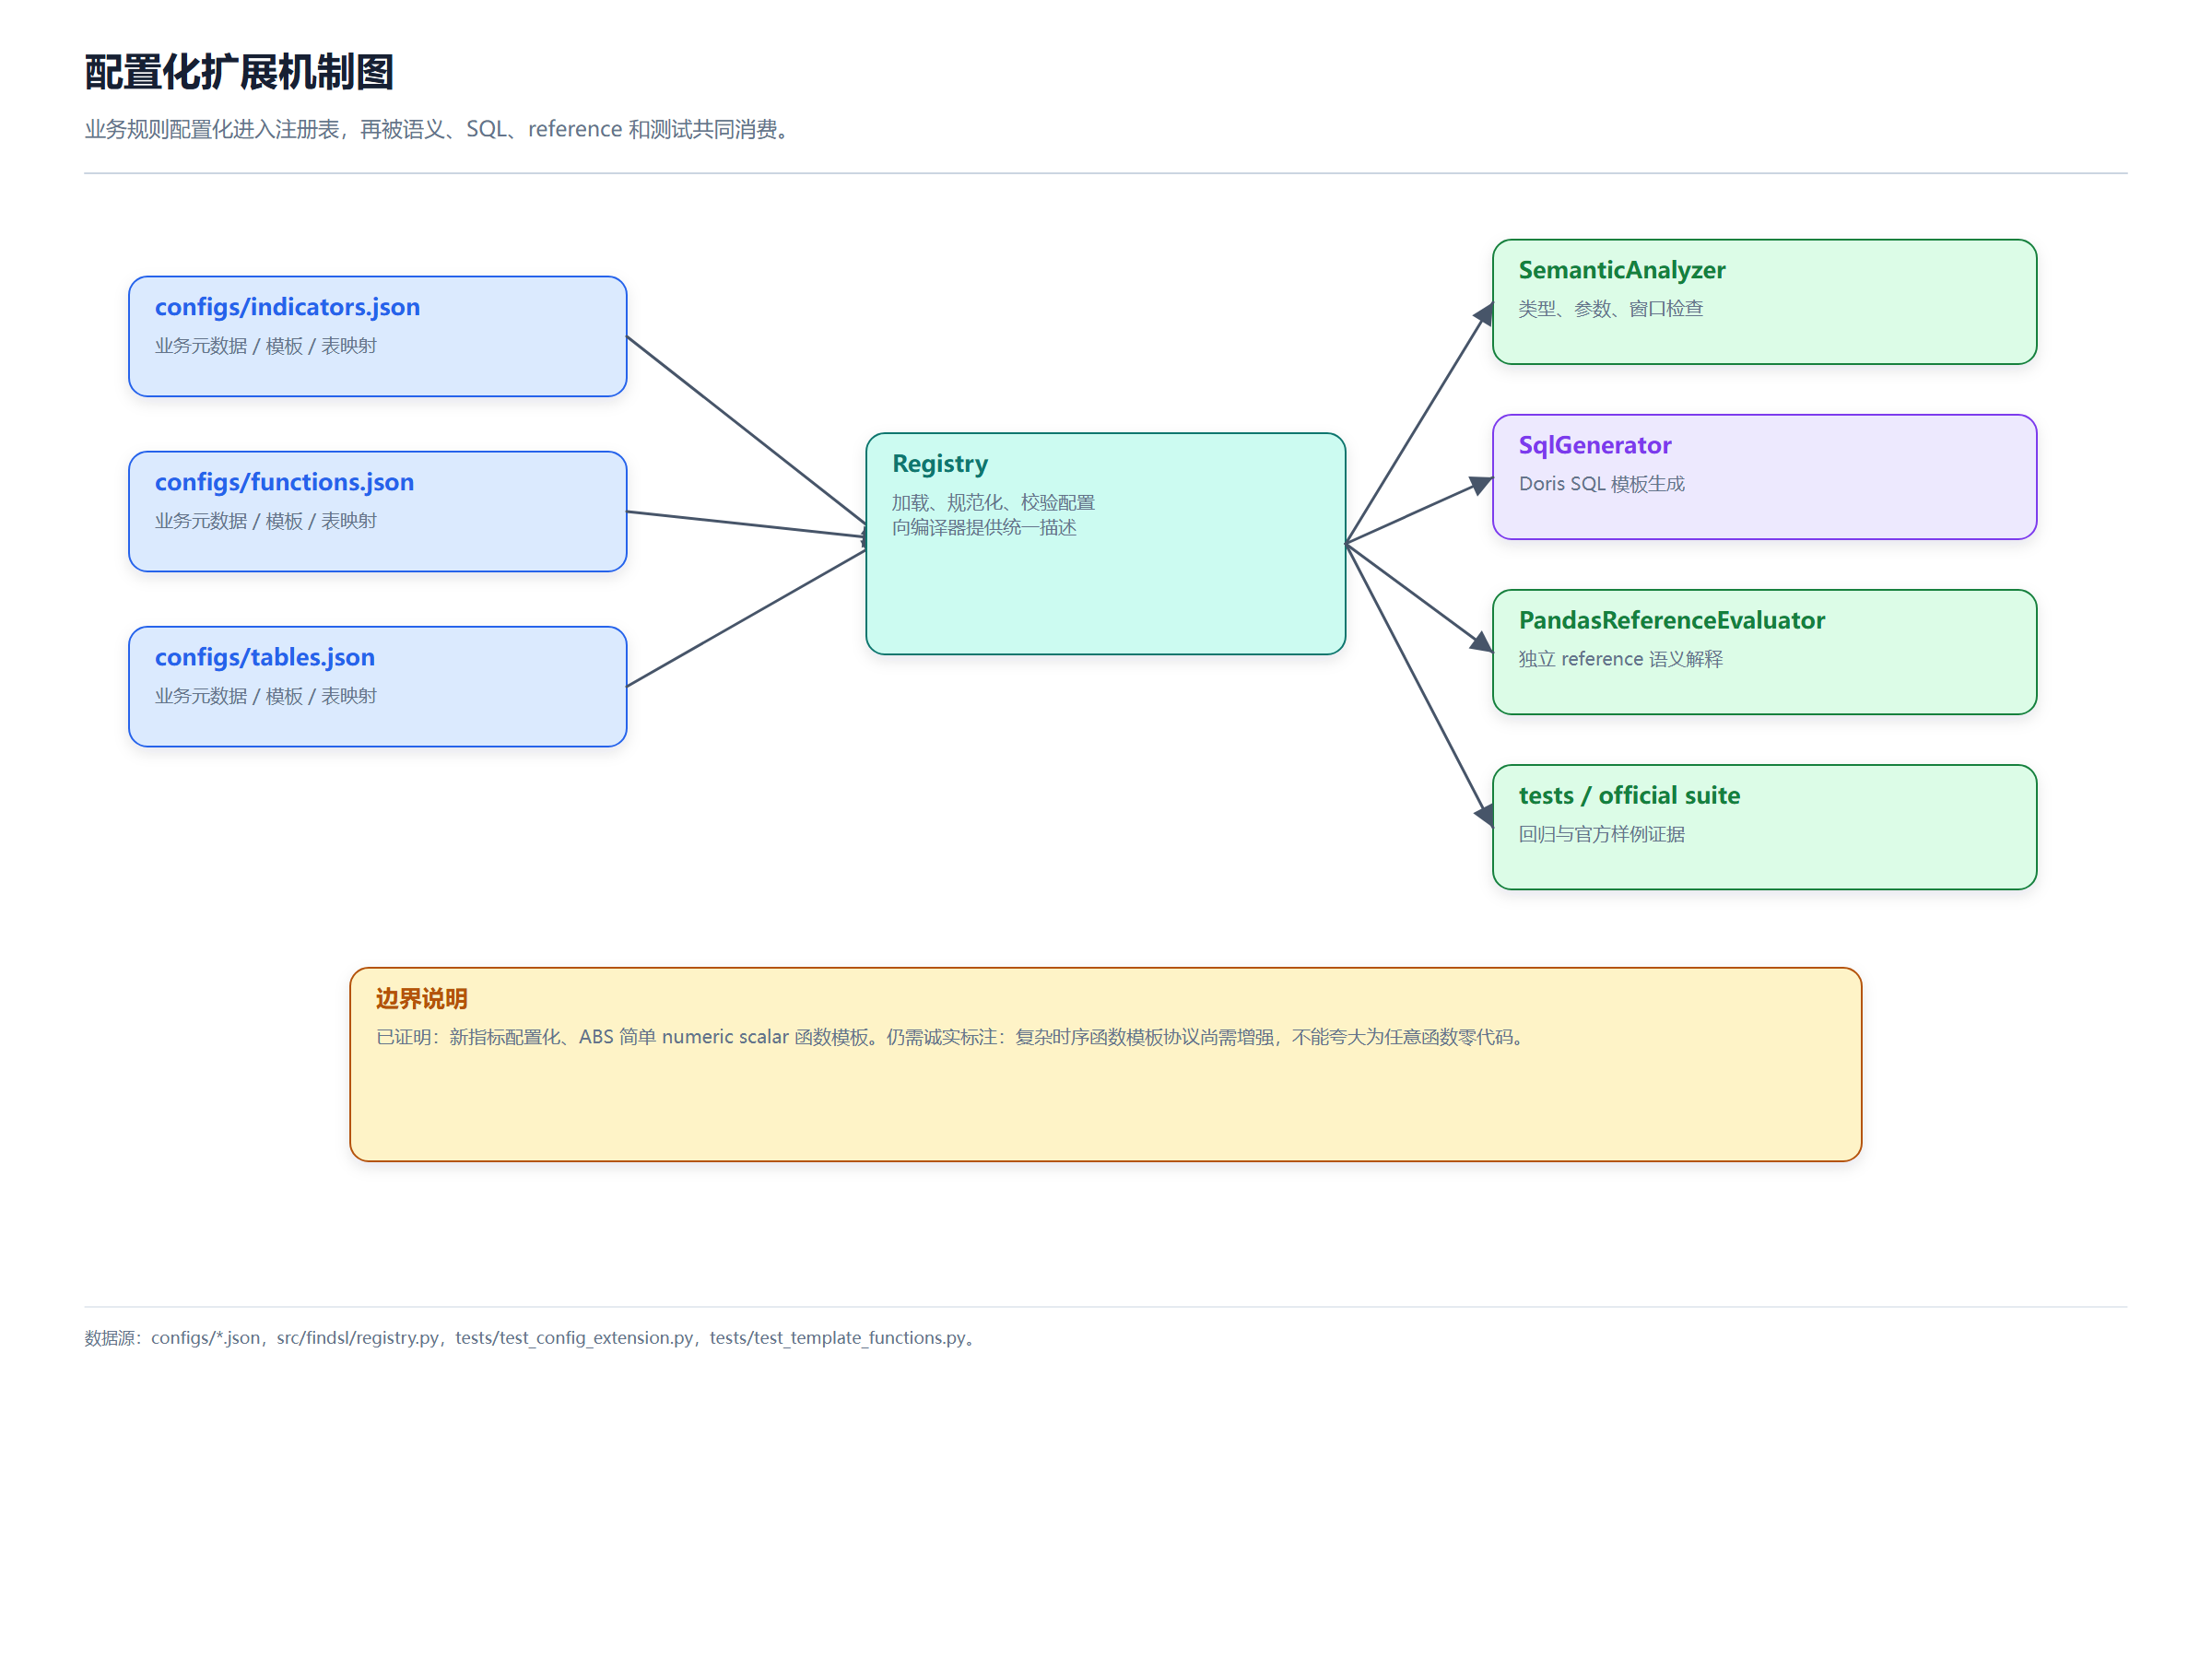 配置化扩展机制图
业务规则配置化进入注册表，再被语义、SQL、reference 和测试共同消费。
configs/indicators.json
业务元数据 / 模板 / 表映射
configs/functions.json
业务元数据 / 模板 / 表映射
configs/tables.json
业务元数据 / 模板 / 表映射
Registry
加载、规范化、校验配置
向编译器提供统一描述
SemanticAnalyzer
类型、参数、窗口检查
SqlGenerator
Doris SQL 模板生成
PandasReferenceEvaluator
独立 reference 语义解释
tests / official suite
回归与官方样例证据
边界说明
已证明：新指标配置化、ABS 简单 numeric scalar 函数模板。仍需诚实标注：复杂时序函数模板协议尚需增强，不能夸大为任意函数零代码。
数据源：configs/*.json，src/findsl/registry.py，tests/test_config_extension.py，tests/test_template_functions.py。